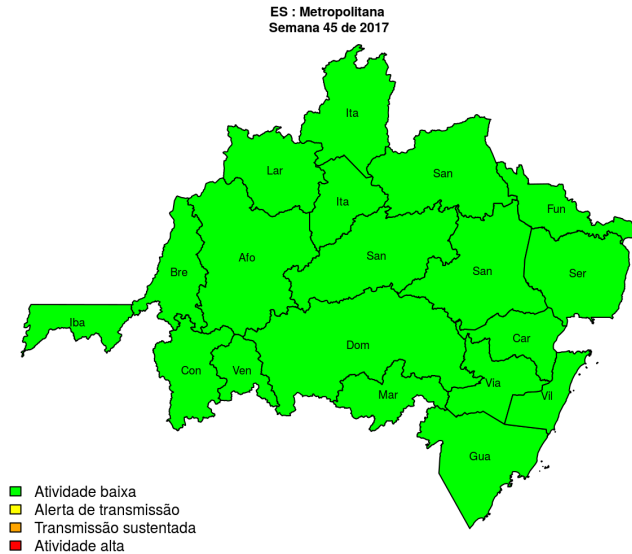 ES : Metropolitana
Semana 45 de 2017
Ita
Lar
San
Ita
Fun
Afo
San
Bre
San
Ser
Iba
Dom
Car
Con
Ven
Via
Mar
Vil
Gua
Atividade baixa
Alerta de transmissão
Transmissão sustentada
Atividade alta